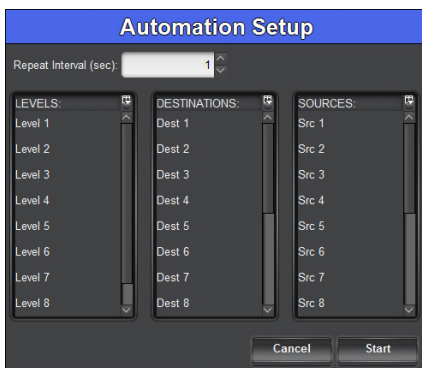 Automation Setup
Repeat Interval (sec): 1
LEVELS:
Level 1
Level 2
Level 3
Level 4
Level 5
Level 6
Level 7
Level 8
DESTINATIONS:
Dest 1
Dest 2
Dest 3
Dest 4
Dest 5
Dest 6
Dest 7
Dest 8
SOURCES:
Src 1
Src 2
Src 3
Src 4
Src 5
Src 6
Src 7
Src 8
Cancel Start